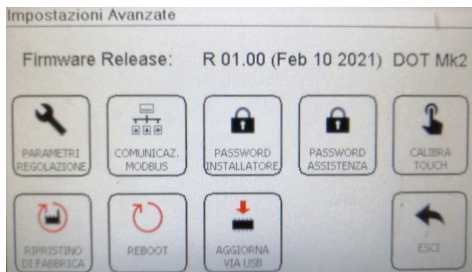 Impostazioni Avanzate
Firmware Release: R 01.00 (Feb 10 2021) DOT Mk2
PARAMETRI
REGOLAZIONE
COMUNICAZ.
MODBUS
PASSWORD
INSTALLATORE
PASSWORD
ASSISTENZA
CALIBRA
TOUCH
RIPRISTINO
DI FABBRICA
REBOOT
AGGIORNA
VIA USB
ESCI